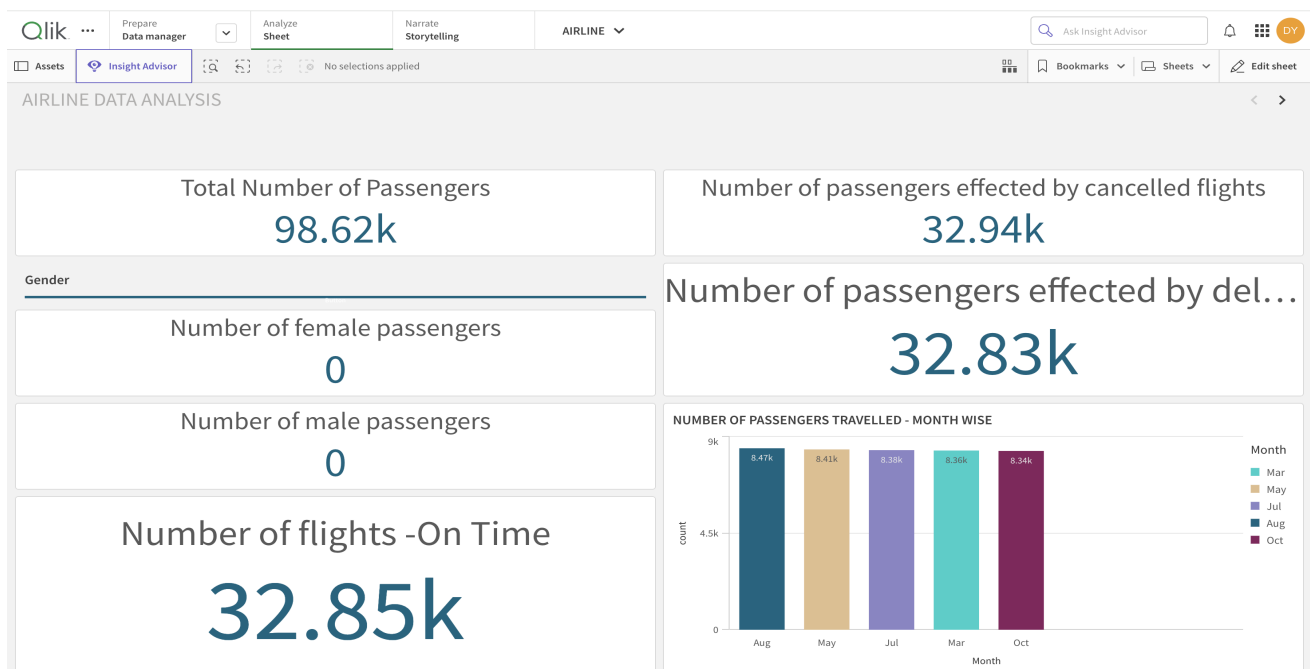 Qlik
Prepare
Data manager
Analyze
Sheet
Narrate
Storytelling
AIRLINE
Ask Insight Advisor
DY
Assets
Insight Advisor
No selections applied
Bookmarks
Sheets
Edit sheet
AIRLINE DATA ANALYSIS
Total Number of Passengers
98.62k
Number of passengers effected by cancelled flights
32.94k
Gender
Number of passengers effected by del...
32.83k
Number of female passengers
0
Number of male passengers
0
Number of flights -On Time
32.85k
NUMBER OF PASSENGERS TRAVELLED - MONTH WISE
9k
4.5k
0
count
8.47k
8.41k
8.38k
8.36k
8.34k
Aug
May
Jul
Mar
Oct
Month
Month
Mar
May
Jul
Aug
Oct